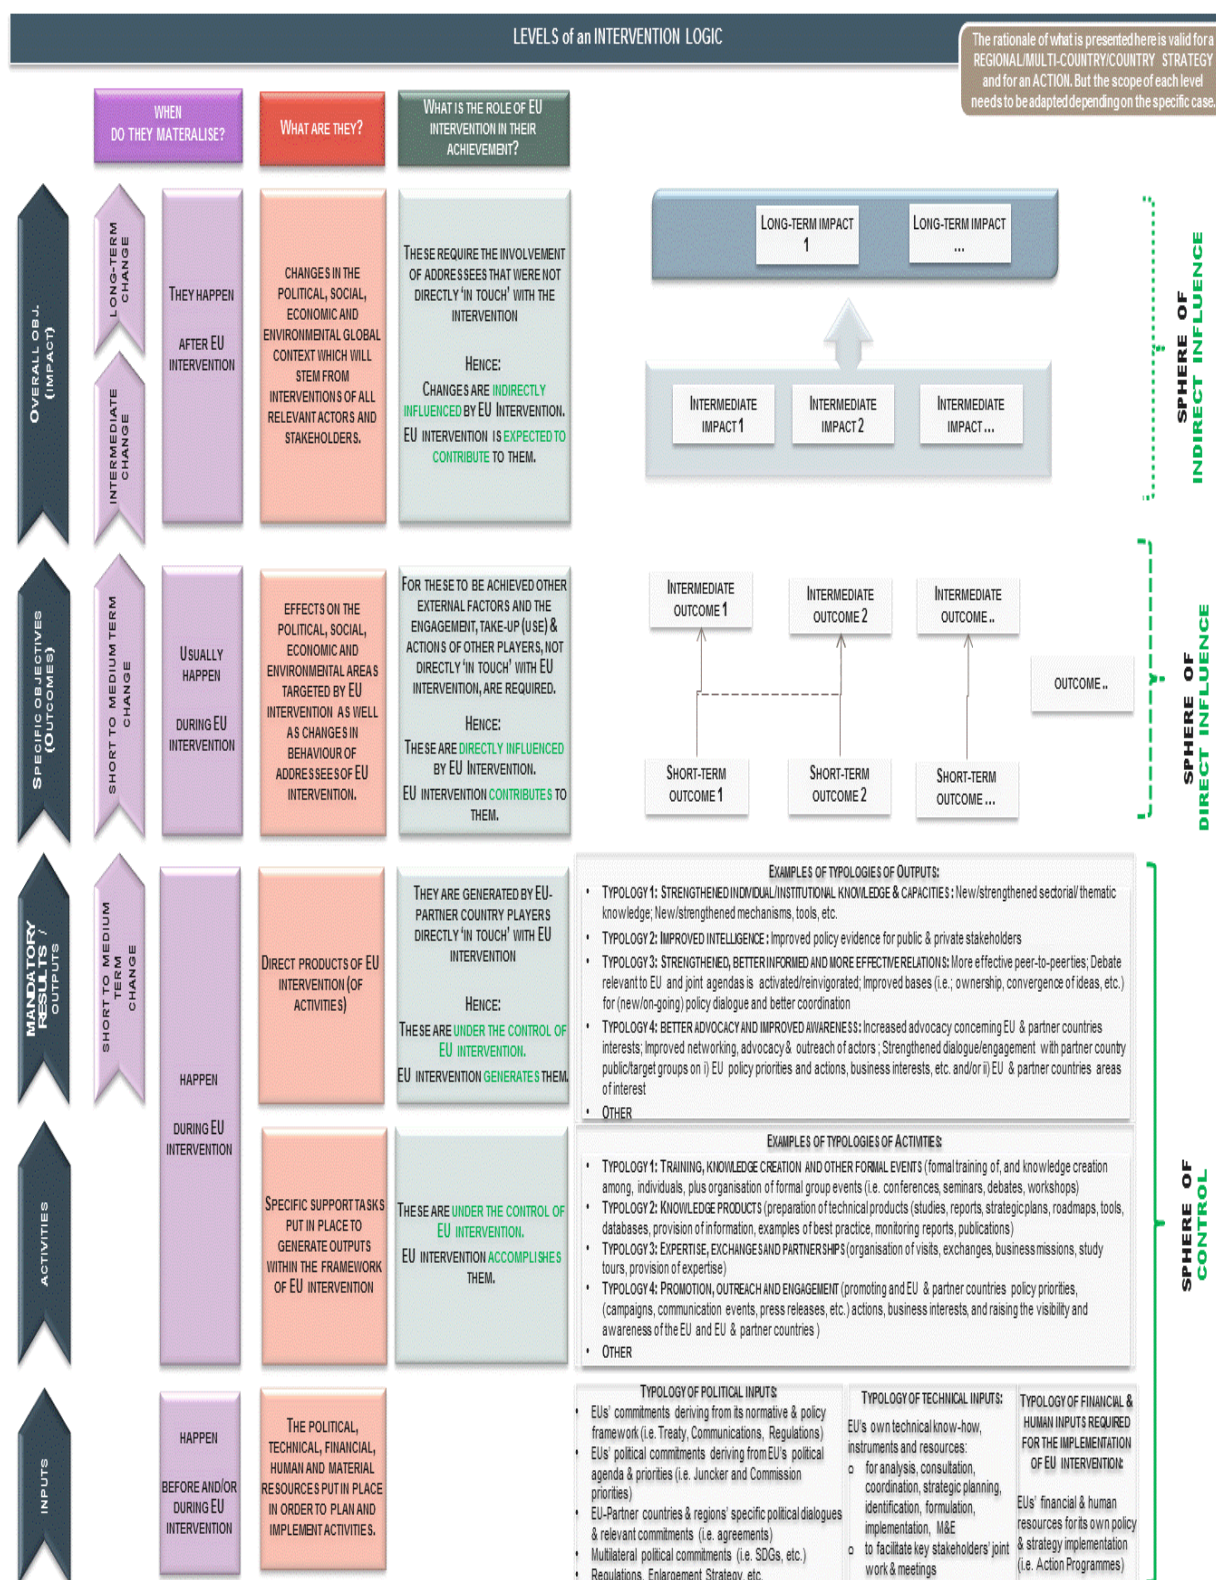 LEVELS of an INTERVENTION LOGIC
The rationale of what is presented here is valid for a
REGIONAL/MULTI-COUNTRY/COUNTRY STRATEGY
and for an ACTION. But the scope of each level
needs to be adapted depending on the specific case.
WHEN
DO THEY MATERALISE?
WHAT ARE THEY?
WHAT IS THE ROLE OF EU
INTERVENTION IN THEIR
ACHIEVEMENT?
OVERALL OBJ.
(IMPACT)
LONG-TERM
CHANGE
INTERMEDIATE
CHANGE
THEY HAPPEN
AFTER EU
INTERVENTION
CHANGES IN THE
POLITICAL, SOCIAL,
ECONOMIC AND
ENVIRONMENTAL GLOBAL
CONTEXT WHICH WILL
STEM FROM
INTERVENTIONS OF ALL
RELEVANT ACTORS AND
STAKEHOLDERS.
THESE REQUIRE THE INVOLVEMENT
OF ADDRESSEES THAT WERE NOT
DIRECTLY ‘IN TOUCH’ WITH THE
INTERVENTION
HENCE:
CHANGES ARE INDIRECTLY
INFLUENCED BY EU INTERVENTION.
EU INTERVENTION IS EXPECTED TO
CONTRIBUTE TO THEM.
LONG-TERM IMPACT
1
LONG-TERM IMPACT
...
INTERMEDIATE
IMPACT 1
INTERMEDIATE
IMPACT 2
INTERMEDIATE
IMPACT ...
SPHERE OF
INDIRECT INFLUENCE
SPECIFIC OBJECTIVES
(OUTCOMES)
SHORT TO MEDIUM TERM
CHANGE
USUALLY
HAPPEN
DURING EU
INTERVENTION
EFFECTS ON THE
POLITICAL, SOCIAL,
ECONOMIC AND
ENVIRONMENTAL AREAS
TARGETED BY EU
INTERVENTION AS WELL
AS CHANGES IN
BEHAVIOUR OF
ADDRESSEES OF EU
INTERVENTION.
FOR THESE TO BE ACHIEVED OTHER
EXTERNAL FACTORS AND THE
ENGAGEMENT, TAKE-UP (USE) &
ACTIONS OF OTHER PLAYERS, NOT
DIRECTLY ‘IN TOUCH’ WITH EU
INTERVENTION, ARE REQUIRED.
HENCE:
THESE ARE DIRECTLY INFLUENCED
BY EU INTERVENTION.
EU INTERVENTION CONTRIBUTES TO
THEM.
INTERMEDIATE
OUTCOME 1
INTERMEDIATE
OUTCOME 2
INTERMEDIATE
OUTCOME ..
OUTCOME ..
SHORT-TERM
OUTCOME 1
SHORT-TERM
OUTCOME 2
SHORT-TERM
OUTCOME ...
SPHERE OF
DIRECT INFLUENCE
MANDATORY
RESULTS /
OUTPUTS
SHORT TO MEDIUM
TERM
CHANGE
HAPPEN
DURING EU
INTERVENTION
DIRECT PRODUCTS OF EU
INTERVENTION (OF
ACTIVITIES)
THEY ARE GENERATED BY EU-
PARTNER COUNTRY PLAYERS
DIRECTLY ‘IN TOUCH’ WITH EU
INTERVENTION
HENCE:
THESE ARE UNDER THE CONTROL OF
EU INTERVENTION.
EU INTERVENTION GENERATES THEM.
EXAMPLES OF TYPOLOGIES OF OUTPUTS:
• TYPOLOGY 1: STRENGTHENED INDIVIDUAL/INSTITUTIONAL KNOWLEDGE & CAPACITIES : New/strengthened sectorial/ thematic
knowledge; New/strengthened mechanisms, tools, etc.
• TYPOLOGY 2: IMPROVED INTELLIGENCE : Improved policy evidence for public & private stakeholders
• TYPOLOGY 3: STRENGTHENED, BETTER INFORMED AND MORE EFFECTIVE RELATIONS: More effective peer-to-peerties; Debate
relevant to EU and joint agendas is activated/reinvigorated; Improved bases (i.e.; ownership, convergence of ideas, etc.)
for (new/on-going) policy dialogue and better coordination
• TYPOLOGY 4: BETTER ADVOCACY AND IMPROVED AWARENESS: Increased advocacy concerning EU & partner countries
interests; Improved networking, advocacy & outreach of actors ; Strengthened dialogue/engagement with partner country
public/target groups on i) EU policy priorities and actions, business interests, etc. and/or ii) EU & partner countries areas
of interest
• OTHER
ACTIVITIES
SPECIFIC SUPPORT TASKS
PUT IN PLACE TO
GENERATE OUTPUTS
WITHIN THE FRAMEWORK
OF EU INTERVENTION
THESE ARE UNDER THE CONTROL OF
EU INTERVENTION.
EU INTERVENTION ACCOMPLISHES
THEM.
EXAMPLES OF TYPOLOGIES OF ACTIVITIES:
• TYPOLOGY 1: TRAINING, KNOWLEDGE CREATION AND OTHER FORMAL EVENTS (formal training of, and knowledge creation
among, individuals, plus organisation of formal group events (i.e. conferences, seminars, debates, workshops)
• TYPOLOGY 2: KNOWLEDGE PRODUCTS (preparation of technical products (studies, reports, strategic plans, roadmaps, tools,
databases, provision of information, examples of best practice, monitoring reports, publications)
• TYPOLOGY 3: EXPERTISE, EXCHANGES AND PARTNERSHIPS (organisation of visits, exchanges, business missions, study
tours, provision of expertise)
• TYPOLOGY 4: PROMOTION, OUTREACH AND ENGAGEMENT (promoting and EU & partner countries policy priorities,
(campaigns, communication events, press releases, etc.) actions, business interests, and raising the visibility and
awareness of the EU and EU & partner countries )
• OTHER
SPHERE OF
CONTROL
INPUTS
HAPPEN
BEFORE AND/OR
DURING EU
INTERVENTION
THE POLITICAL,
TECHNICAL, FINANCIAL,
HUMAN AND MATERIAL
RESOURCES PUT IN PLACE
IN ORDER TO PLAN AND
IMPLEMENT ACTIVITIES.
TYPOLOGY OF POLITICAL INPUTS:
• EUs’ commitments deriving from its normative & policy
framework (i.e. Treaty, Communications, Regulations)
• EUs’ political commitments deriving from EU’s political
agenda & priorities (i.e. Juncker and Commission
priorities)
• EU-Partner countries & regions’ specific political dialogues
& relevant commitments (i.e. agreements)
• Multilateral political commitments (i.e. SDGs, etc.)
• Regulations, Enlargement Strategy, etc.
TYPOLOGY OF TECHNICAL INPUTS:
EU’s own technical know-how,
instruments and resources:
o for analysis, consultation,
coordination, strategic planning,
identification, formulation,
implementation, M&E
o to facilitate key stakeholders’ joint
work & meetings
TYPOLOGY OF FINANCIAL &
HUMAN INPUTS REQUIRED
FOR THE IMPLEMENTATION
OF EU INTERVENTION:
EUs’ financial & human
resources for its own policy
& strategy implementation
(i.e. Action Programmes)